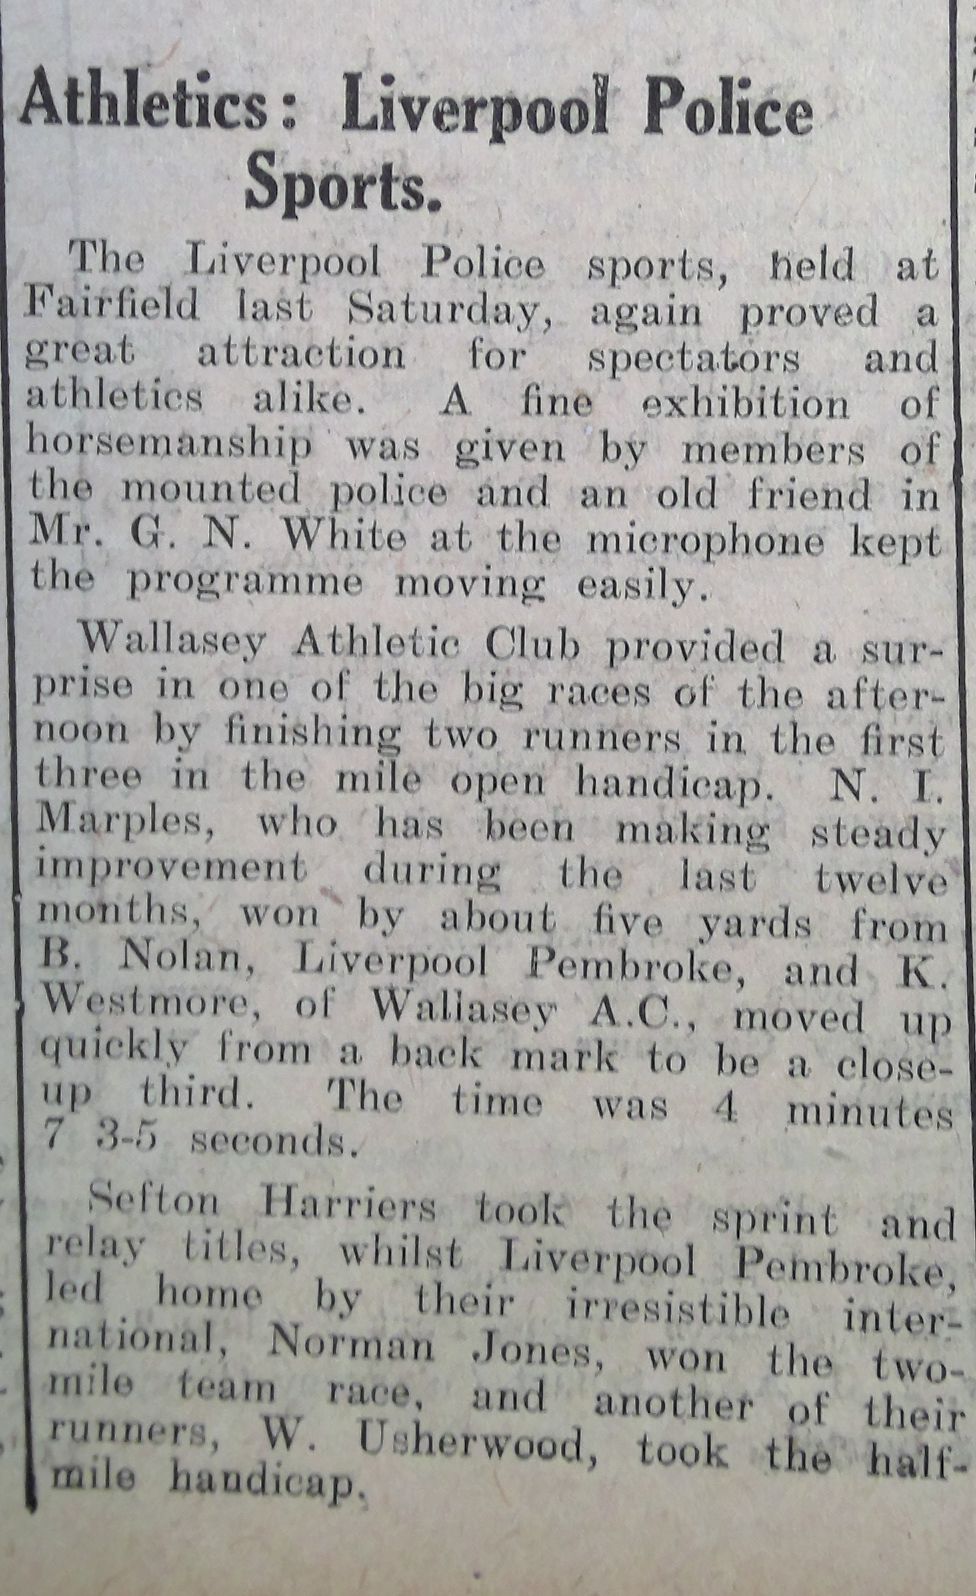 Athletics: Liverpool Police
Sports.
The Liverpool Police sports, held at
Fairfield last Saturday, again proved a
great attraction for spectators and
athletics alike. A fine exhibition of
horsemanship was given by members of
the mounted police and an old friend in
Mr. G. N. White at the microphone kept
the programme moving easily.
Wallasey Athletic Club provided a sur-
prise in one of the big races of the after-
noon by finishing two runners in the first
three in the mile open handicap. N. I.
Marples, who has been making steady
improvement during the last twelve
months, won by about five yards from
B. Nolan, Liverpool Pembroke, and K.
Westmore, of Wallasey A.C., moved up
quickly from a back mark to be a close-
up third. The time was 4 minutes
7 3-5 seconds.
Sefton Harriers took the sprint and
relay titles, whilst Liverpool Pembroke,
led home by their irresistible inter-
national, Norman Jones, won the two-
mile team race, and another of their
runners, W. Usherwood, took the half-
mile handicap.